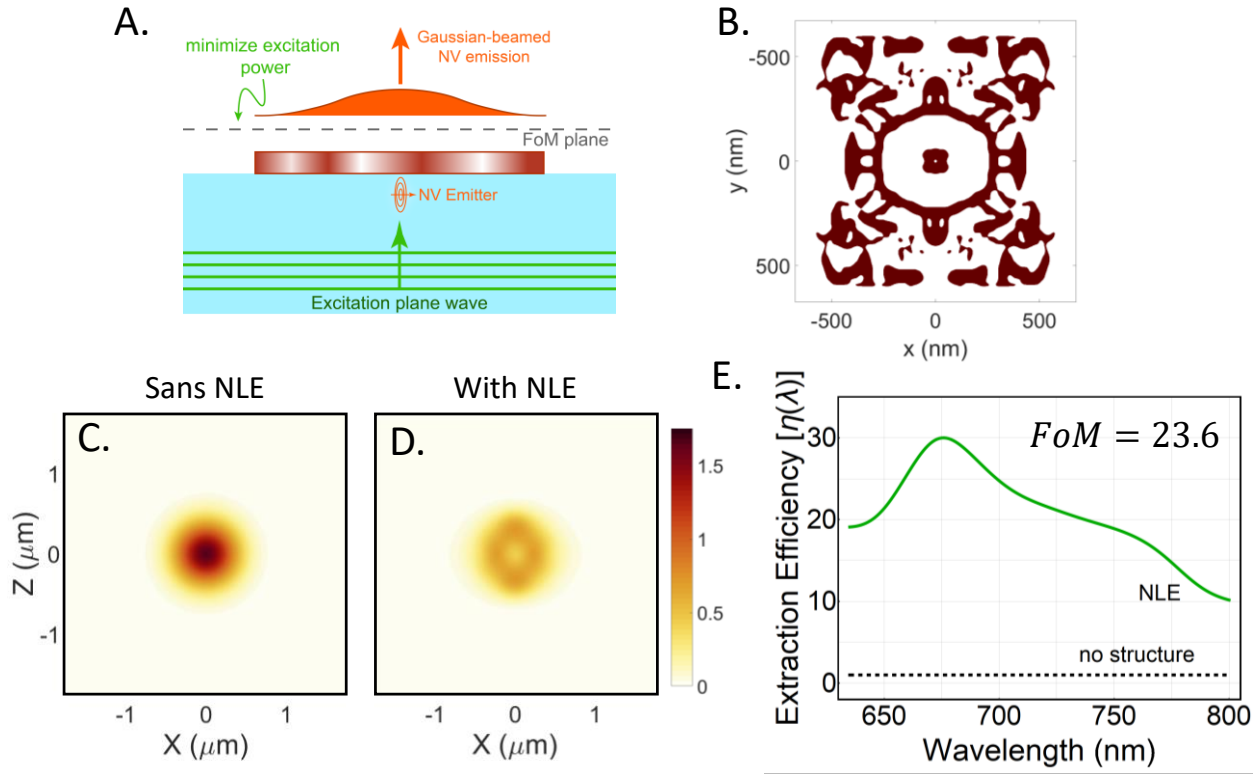 A.
minimize excitation
power
Gaussian-beamed
NV emission
FoM plane
NV Emitter
Excitation plane wave
B.
-500
0
500
y (nm)
-500
0
500
x (nm)
Sans NLE
With NLE
C.
D.
1
0
-1
Z (μm)
-1
0
1
X (μm)
-1
0
1
X (μm)
1.5
1
0.5
0
E.
FoM = 23.6
Extraction Efficiency [η(λ)]
30
20
10
0
NLE
no structure
650
700
750
800
Wavelength (nm)